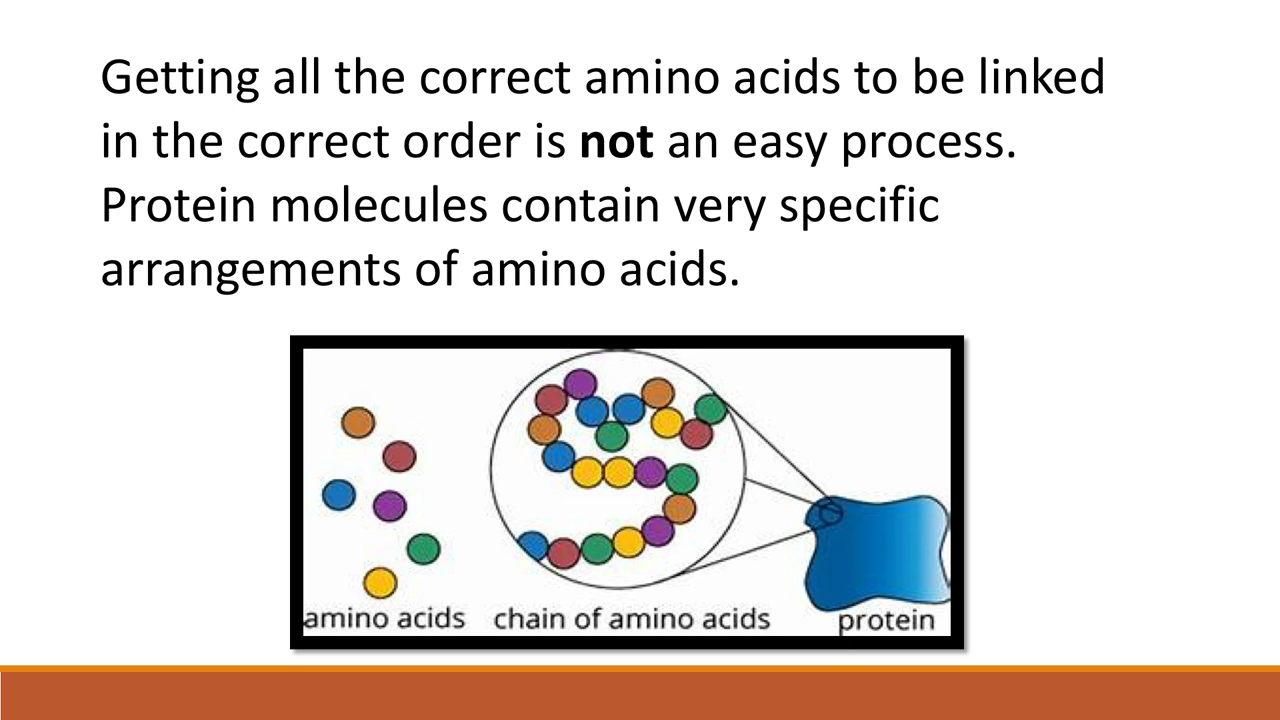 Getting all the correct amino acids to be linked
in the correct order is not an easy process.
Protein molecules contain very specific
arrangements of amino acids.
amino acids
chain of amino acids
protein